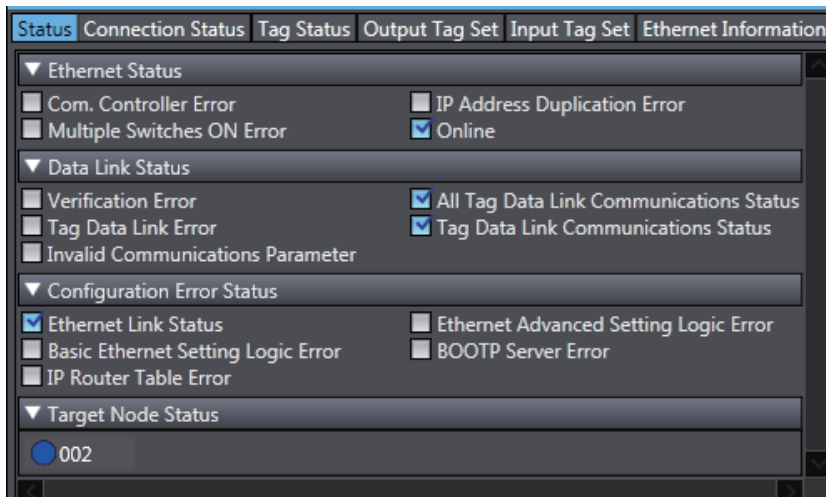 Status Connection Status Tag Status Output Tag Set Input Tag Set Ethernet Information
Ethernet Status
Com. Controller Error IP Address Duplication Error
Multiple Switches ON Error Online
Data Link Status
Verification Error All Tag Data Link Communications Status
Tag Data Link Error Tag Data Link Communications Status
Invalid Communications Parameter
Configuration Error Status
Ethernet Link Status Ethernet Advanced Setting Logic Error
Basic Ethernet Setting Logic Error BOOTP Server Error
IP Router Table Error
Target Node Status
002